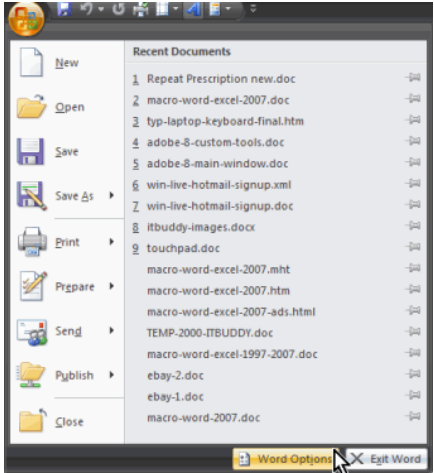 New
Open
Save
Save As
Print
Prepare
Send
Publish
Close
Recent Documents
1 Repeat Prescription new.doc
2 macro-word-excel-2007.doc
3 typ-laptop-keyboard-final.htm
4 adobe-8-custom-tools.doc
5 adobe-8-main-window.doc
6 win-live-hotmail-signup.xml
7 win-live-hotmail-signup.doc
8 itbuddy-images.docx
9 touchpad.doc
macro-word-excel-2007.mht
macro-word-excel-2007.htm
macro-word-excel-2007-ads.html
TEMP-2000-ITBUDDY.doc
macro-word-excel-1997-2007.doc
ebay-2.doc
ebay-1.doc
macro-word-2007.doc
Word Options
Exit Word